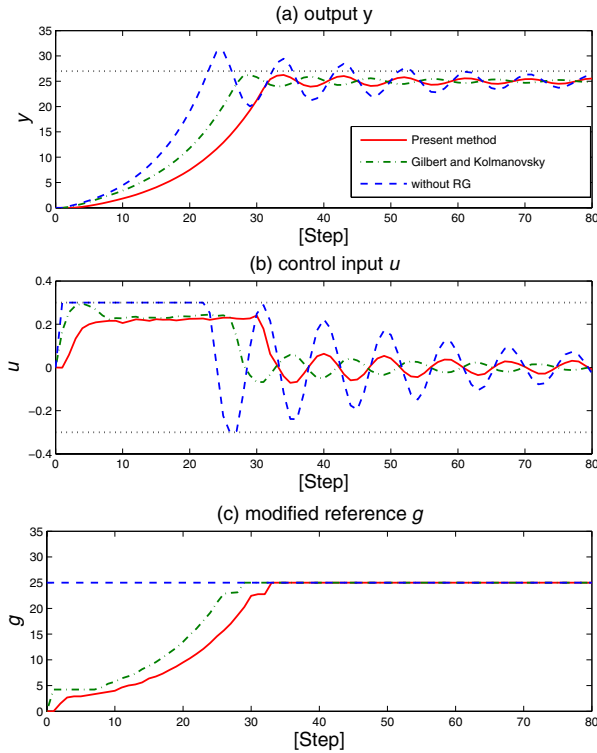 (a) output y
35
30
25
20
15
10
5
0
y
Present method
Gilbert and Kolmanovsky
without RG
0 10 20 30 40 50 60 70 80
[Step]
(b) control input u
0.4
0.2
0
−0.2
−0.4
u
0 10 20 30 40 50 60 70 80
[Step]
(c) modified reference g
35
30
25
20
15
10
5
0
g
0 10 20 30 40 50 60 70 80
[Step]